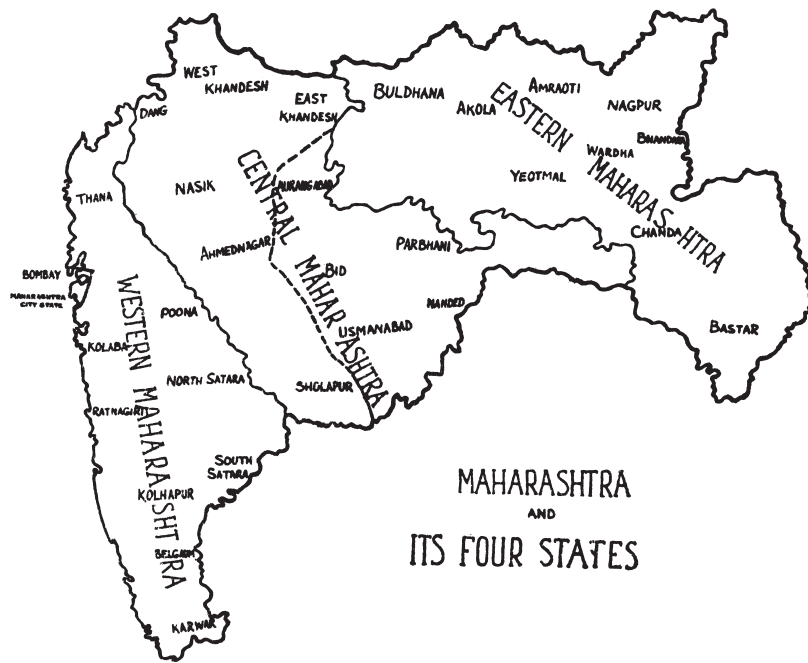 WEST
KHANDESH
EAST
KHANDESH
DANG
BULDHANA
AKOLA
AMRAOTI
NAGPUR
BHANDARA
WARDHA
YEOTMAL
EASTERN MAHARASHTRA
THANA
NASIK
CENTRAL MAHARASHTRA
AURANGABAD
AHMEDNAGAR
PARBHANI
CHANDA
BID
NANDED
BOMBAY
MAHARASHTRA
CITY STATE
WESTERN MAHARASHTRA
POONA
USMANABAD
BASTAR
KOLABA
NORTH SATARA
SHOLAPUR
RATNAGIRI
SOUTH
SATARA
KOLHAPUR
BELGAUM
KARWAR
MAHARASHTRA
AND
ITS FOUR STATES